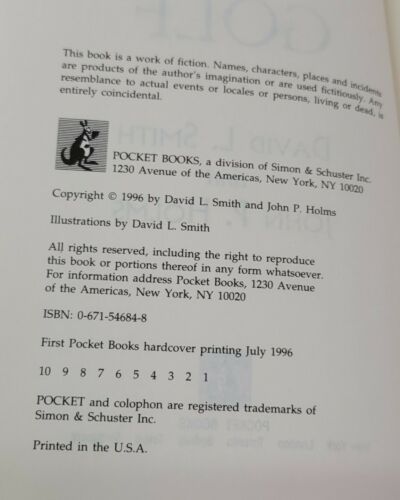 This book is a work of fiction. Names, characters, places and incidents
are products of the author's imagination or are used fictitiously. Any
resemblance to actual events or locales or persons, living or dead, is
entirely coincidental.
POCKET BOOKS, a division of Simon & Schuster Inc.
1230 Avenue of the Americas, New York, NY 10020
Copyright © 1996 by David L. Smith and John P. Holms
Illustrations by David L. Smith
All rights reserved, including the right to reproduce
this book or portions thereof in any form whatsoever.
For information address Pocket Books, 1230 Avenue
of the Americas, New York, NY 10020
ISBN: 0-671-54684-8
First Pocket Books hardcover printing July 1996
10 9 8 7 6 5 4 3 2 1
POCKET and colophon are registered trademarks of
Simon & Schuster Inc.
Printed in the U.S.A.